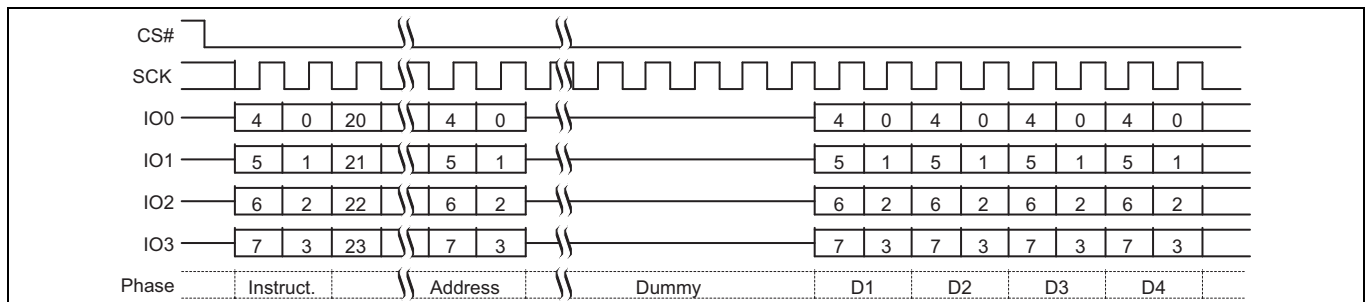 CS#
SCK
IO0 4 0 20 4 0 4 0 4 0 4 0 4 0
IO1 5 1 21 5 1 5 1 5 1 5 1 5 1
IO2 6 2 22 6 2 6 2 6 2 6 2 6 2
IO3 7 3 23 7 3 7 3 7 3 7 3 7 3
Phase Instruct. Address Dummy D1 D2 D3 D4